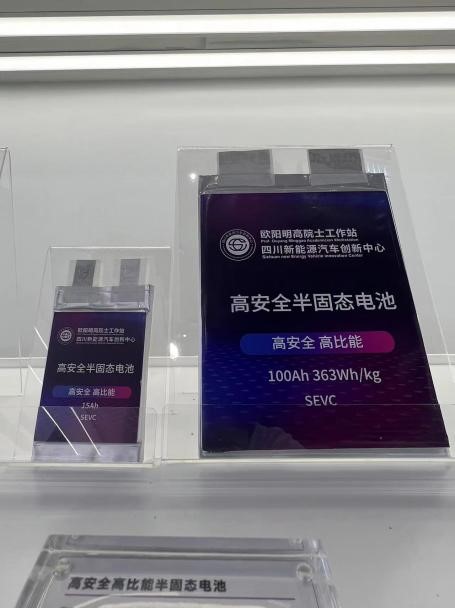 欧阳明高院士工作站
四川新能源汽车创新中心
高安全半固态电池
高安全 高比能
15Ah
SEVC
欧阳明高院士工作站
Prof. Ouyang Minggao Academician Workstation
四川新能源汽车创新中心
Sichuan new Energy Vehicle Innovation Center
高安全半固态电池
高安全 高比能
100Ah 363Wh/kg
SEVC
高安全高比能半固态电池